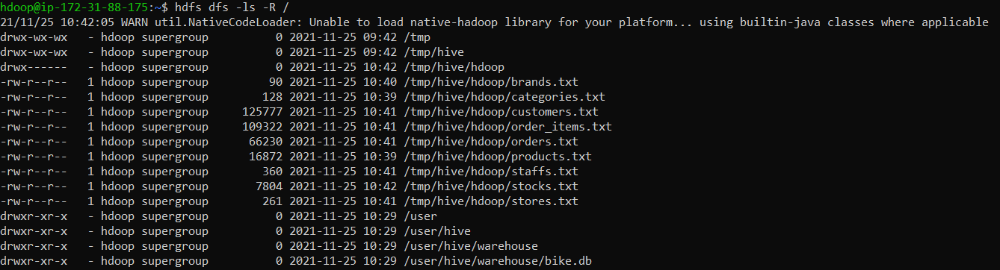 hdoop@ip-172-31-88-175:~$ hdfs dfs -ls -R /
21/11/25 10:42:05 WARN util.NativeCodeLoader: Unable to load native-hadoop library for your platform... using builtin-java classes where applicable
drwx-wx-wx   - hdoop supergroup          0 2021-11-25 09:42 /tmp
drwx-wx-wx   - hdoop supergroup          0 2021-11-25 09:42 /tmp/hive
drwx------   - hdoop supergroup          0 2021-11-25 10:42 /tmp/hive/hdoop
-rw-r--r--   1 hdoop supergroup         90 2021-11-25 10:40 /tmp/hive/hdoop/brands.txt
-rw-r--r--   1 hdoop supergroup        128 2021-11-25 10:39 /tmp/hive/hdoop/categories.txt
-rw-r--r--   1 hdoop supergroup     125777 2021-11-25 10:41 /tmp/hive/hdoop/customers.txt
-rw-r--r--   1 hdoop supergroup     109322 2021-11-25 10:41 /tmp/hive/hdoop/order_items.txt
-rw-r--r--   1 hdoop supergroup      66230 2021-11-25 10:41 /tmp/hive/hdoop/orders.txt
-rw-r--r--   1 hdoop supergroup      16872 2021-11-25 10:39 /tmp/hive/hdoop/products.txt
-rw-r--r--   1 hdoop supergroup        360 2021-11-25 10:41 /tmp/hive/hdoop/staffs.txt
-rw-r--r--   1 hdoop supergroup       7804 2021-11-25 10:42 /tmp/hive/hdoop/stocks.txt
-rw-r--r--   1 hdoop supergroup        261 2021-11-25 10:41 /tmp/hive/hdoop/stores.txt
drwxr-xr-x   - hdoop supergroup          0 2021-11-25 10:29 /user
drwxr-xr-x   - hdoop supergroup          0 2021-11-25 10:29 /user/hive
drwxr-xr-x   - hdoop supergroup          0 2021-11-25 10:29 /user/hive/warehouse
drwxr-xr-x   - hdoop supergroup          0 2021-11-25 10:29 /user/hive/warehouse/bike.db